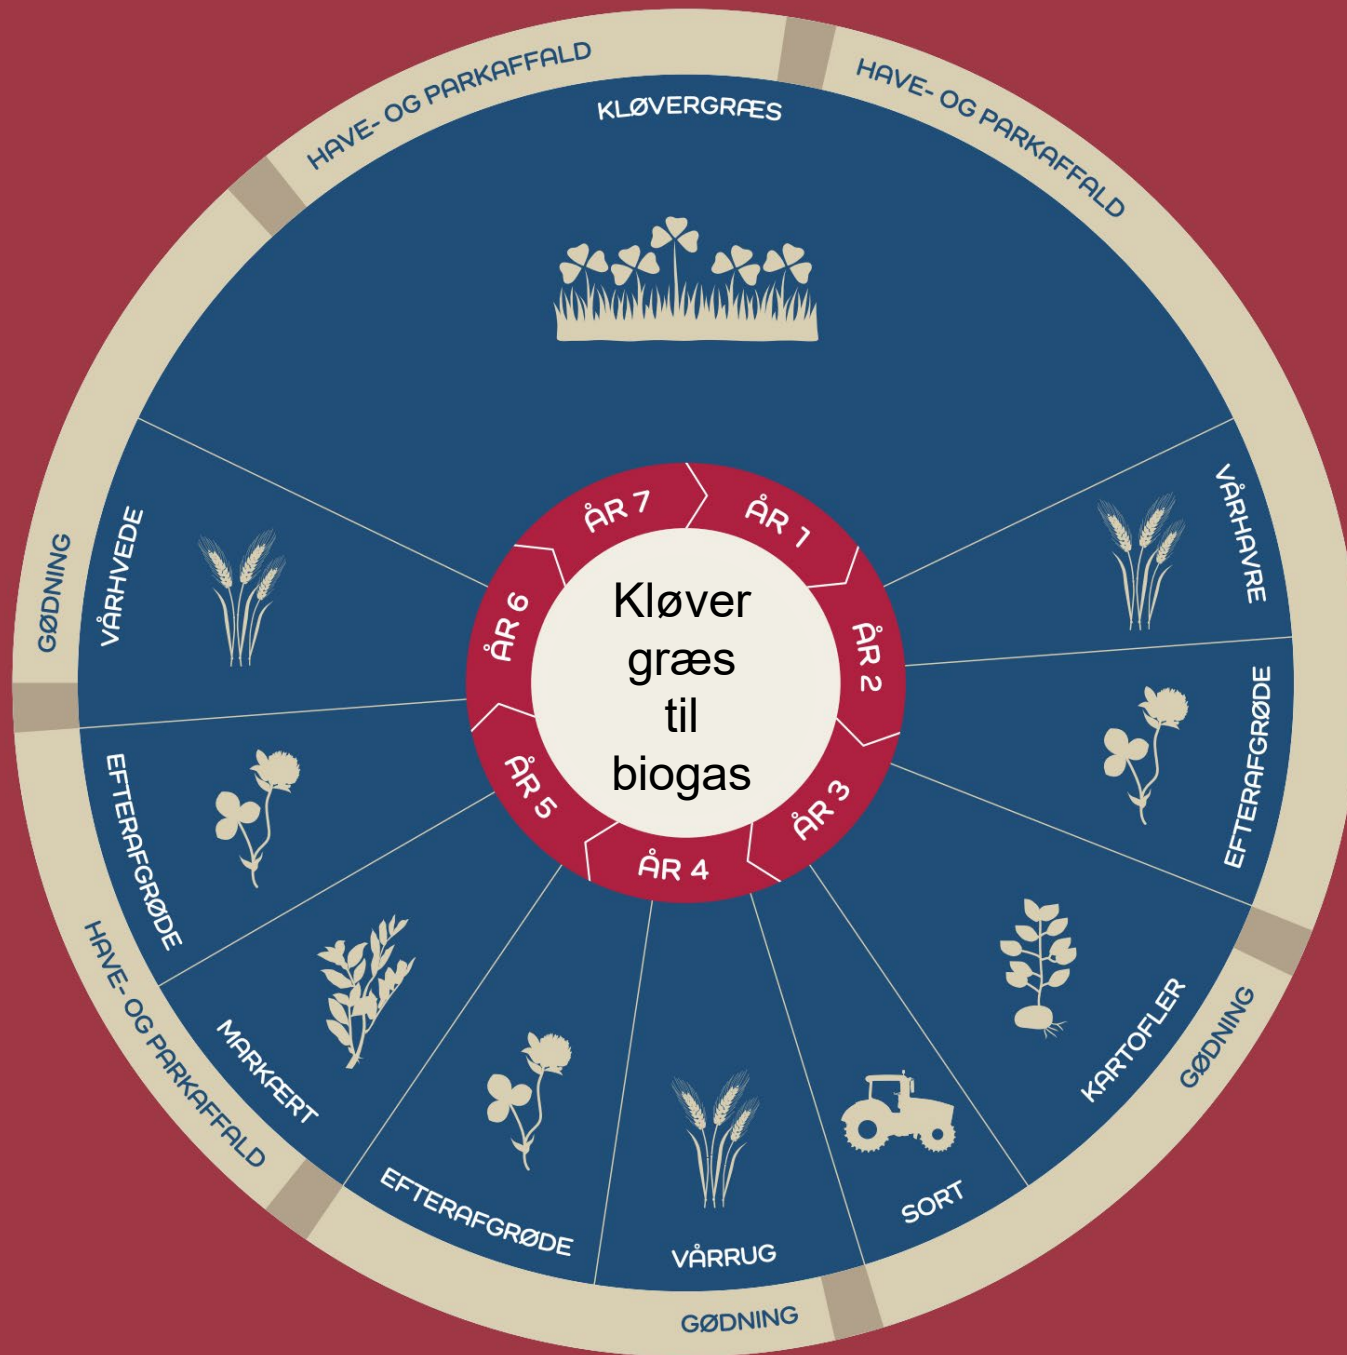 HAVE- OG PARKAFFALD
HAVE- OG PARKAFFALD
GØDNING
GØDNING
HAVE- OG PARKAFFALD
GØDNING
KLØVERGRÆS
VÅRHAVRE
EFTERAFGRØDE
KARTOFLER
SORT
VÅRRUG
EFTERAFGRØDE
MARKÆRT
EFTERAFGRØDE
VÅRHVEDE
ÅR 1
ÅR 2
ÅR 3
ÅR 4
ÅR 5
ÅR 6
ÅR 7
Kløver
græs
til
biogas